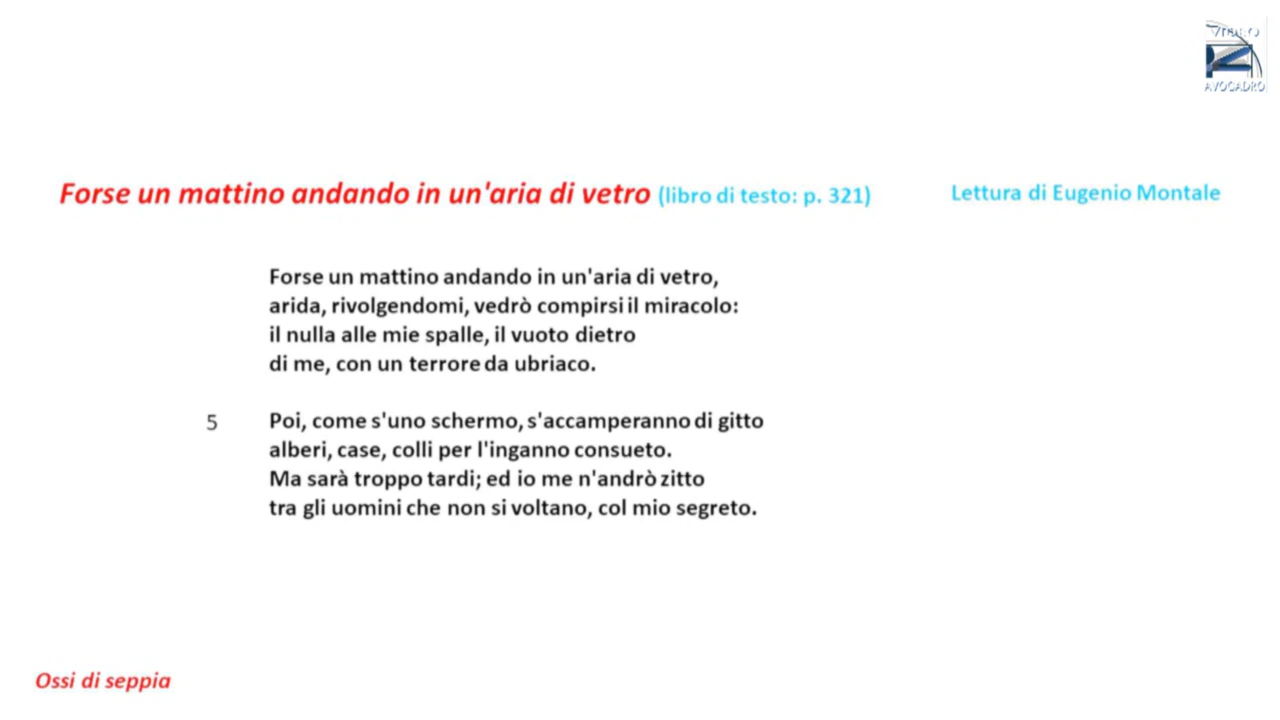 VIDEO
AVOGADRO
Forse un mattino andando in un'aria di vetro (libro di testo: p. 321) Lettura di Eugenio Montale
Forse un mattino andando in un'aria di vetro,
arida, rivolgendomi, vedrò compirsi il miracolo:
il nulla alle mie spalle, il vuoto dietro
di me, con un terrore da ubriaco.
5 Poi, come s'uno schermo, s'accamperanno di gitto
alberi, case, colli per l'inganno consueto.
Ma sarà troppo tardi; ed io me n'andrò zitto
tra gli uomini che non si voltano, col mio segreto.
Ossi di seppia